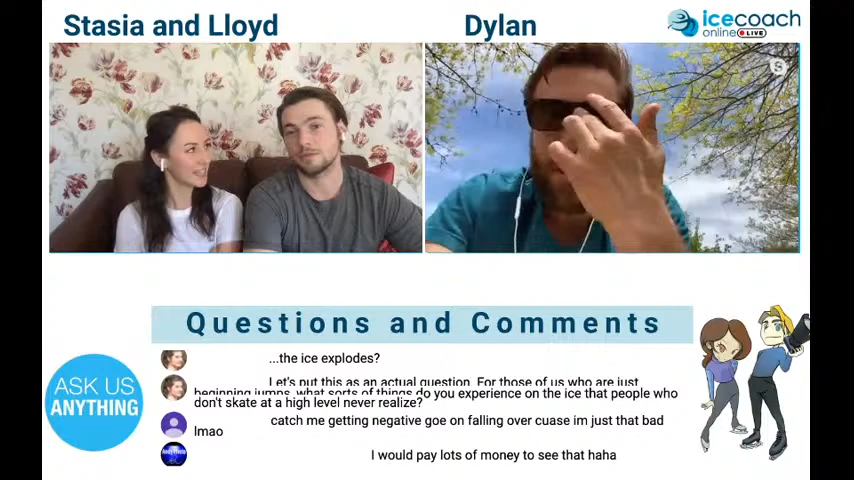 Stasia and Lloyd
Dylan
icecoach
online LIVE
Questions and Comments
ASK US
ANYTHING
...the ice explodes?
Let's put this as an actual question. For those of us who are just
beginning jumps, what sorts of things do you experience on the ice that people who
don't skate at a high level never realize?
catch me getting negative goe on falling over cuase im just that bad
lmao
I would pay lots of money to see that haha